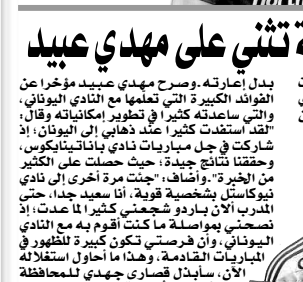 ة تثني على مهدي عبيد
بدل إعارته. وصرح مهدي عبيد مؤخرا عن
الفوائد الكبيرة التي تعلمها مع النادي اليوناني،
والتي ساعدته كثيرا في تطوير إمكانياته وقال:
"لقد استفدت كثيرا عند ذهابي إلى اليونان؛ إذ
شاركت في جل مباريات نادي باناتينايكوس،
وحققنا نتائج جيدة؛ حيث حصلت على الكثير
من الخبرة". وأضاف: "جئت مرة أخرى إلى نادي
نيوكاستل بشخصية قوية، أنا سعيد جدا، حتى
المدرب ألان باردو شجعني كثيرا لما عدت؛ إذ
نصحني بمواصلة ما كنت أقوم به مع النادي
اليوناني، وأن فرصتي تكون كبيرة للظهور في
المباريات القادمة، وهذا ما أحاول استغلاله
الآن، سأبذل قصارى جهدي للمحافظة